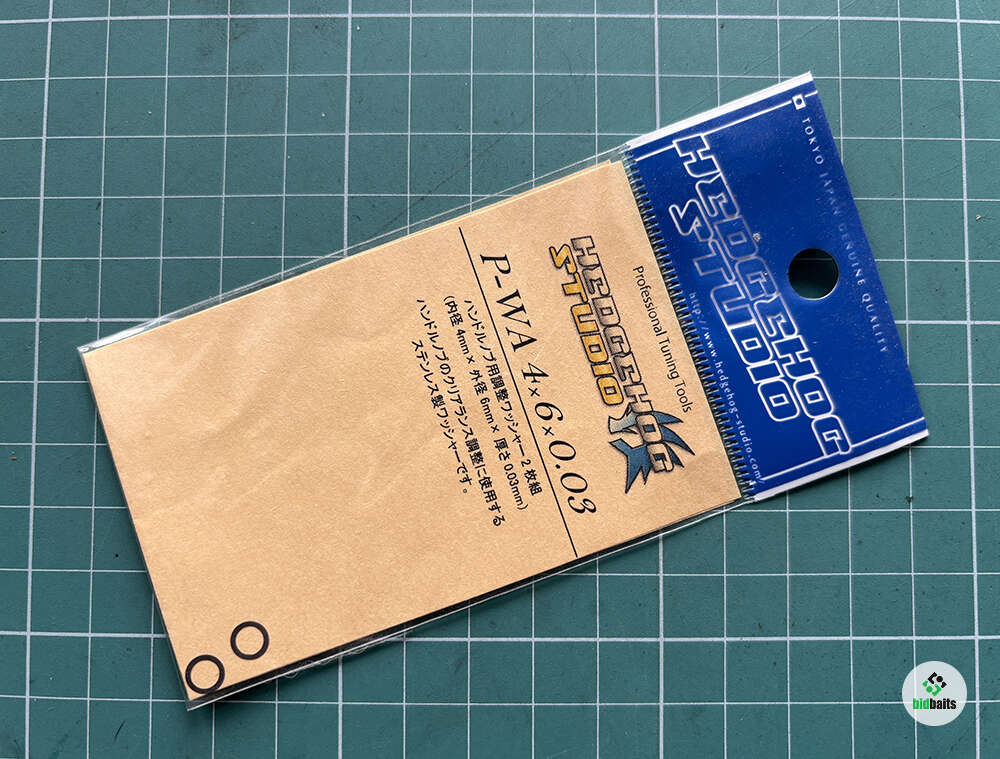 TOKYO JAPAN GENUINE QUALITY
HEDGEHOG
STUDIO
http://www.hedgehog-studio.com/
Professional Tuning Tools
HEDGEHOG
STUDIO
P-WA 4×6×0.03
ハンドルノブ用調整ワッシャー 2 枚組
(内径 4mm× 外径 6mm× 厚さ 0.03mm)
ハンドルノブのクリアランス調整に使用する
ステンレス製ワッシャーです。
bidbaits